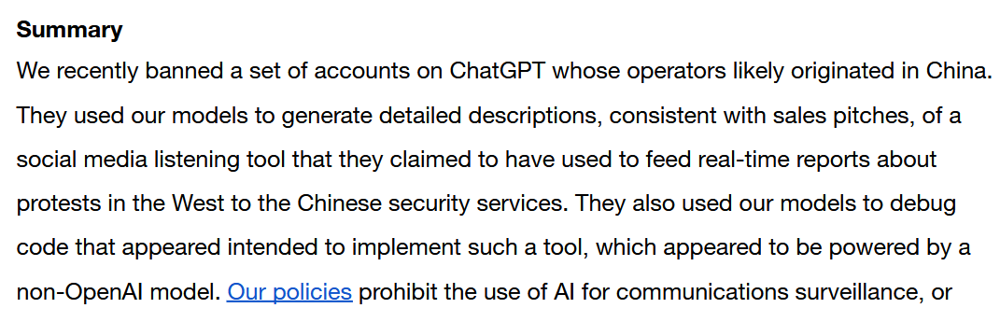 Summary
We recently banned a set of accounts on ChatGPT whose operators likely originated in China.
They used our models to generate detailed descriptions, consistent with sales pitches, of a
social media listening tool that they claimed to have used to feed real-time reports about
protests in the West to the Chinese security services. They also used our models to debug
code that appeared intended to implement such a tool, which appeared to be powered by a
non-OpenAI model. Our policies prohibit the use of AI for communications surveillance, or